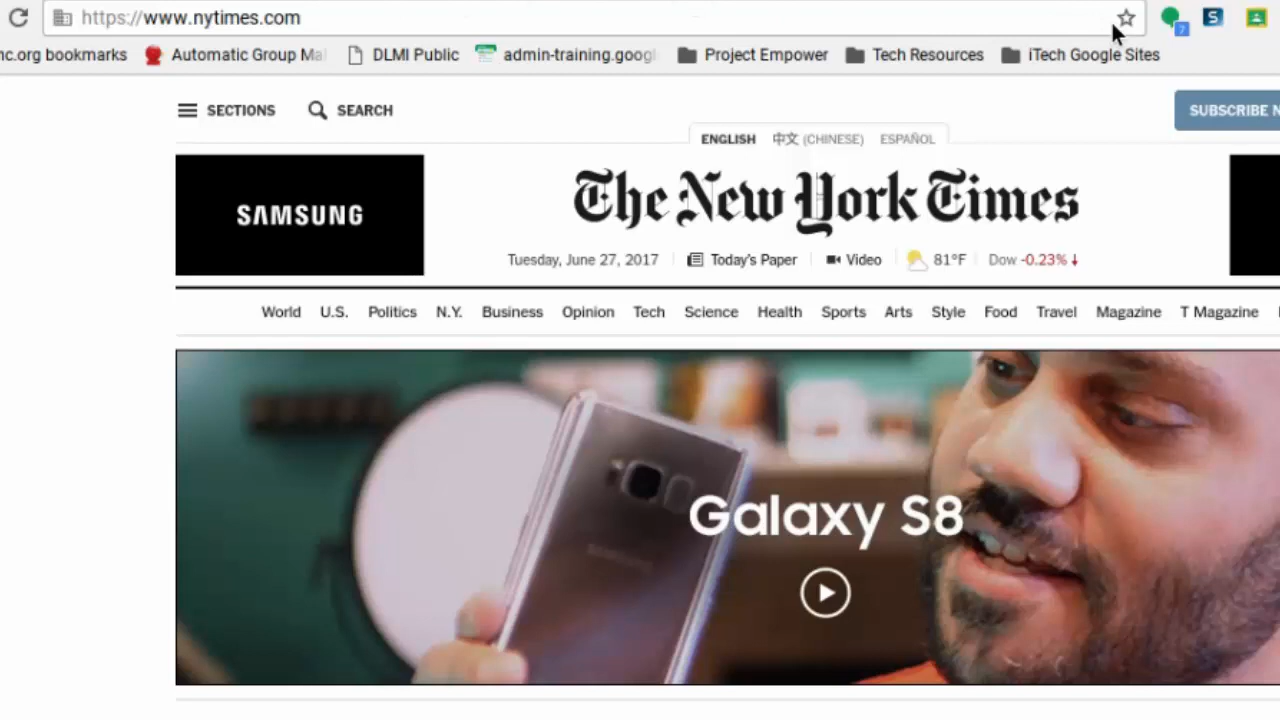 https://www.nytimes.com
7
S
nc.org bookmarks Automatic Group Ma DLMI Public admin-training.goog Project Empower Tech Resources iTech Google Sites
SECTIONS SEARCH SUBSCRIBE N
ENGLISH 中文 (CHINESE) ESPAÑOL
SAMSUNG
The New York Times
Tuesday, June 27, 2017 Today's Paper Video 81°F Dow -0.23%
World U.S. Politics N.Y. Business Opinion Tech Science Health Sports Arts Style Food Travel Magazine T Magazine
Galaxy S8